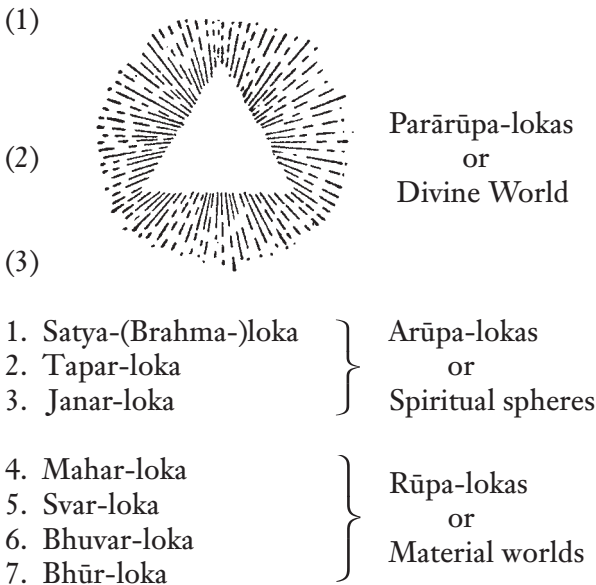 (1)
(2)
(3)
Parārūpa-lokas
or
Divine World
1. Satya-(Brahma-)loka
2. Tapar-loka
3. Janar-loka
Arūpa-lokas
or
Spiritual spheres
4. Mahar-loka
5. Svar-loka
6. Bhuvar-loka
7. Bhūr-loka
Rūpa-lokas
or
Material worlds